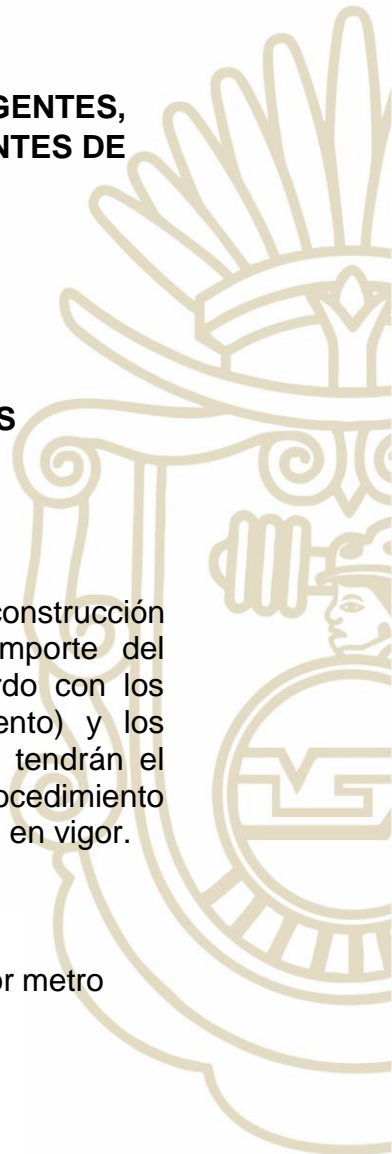 GENTES,
NTES DE
S
construcción
mporte del
rdo con los
ento) y los
tendrán el
ocedimiento
en vigor.
or metro